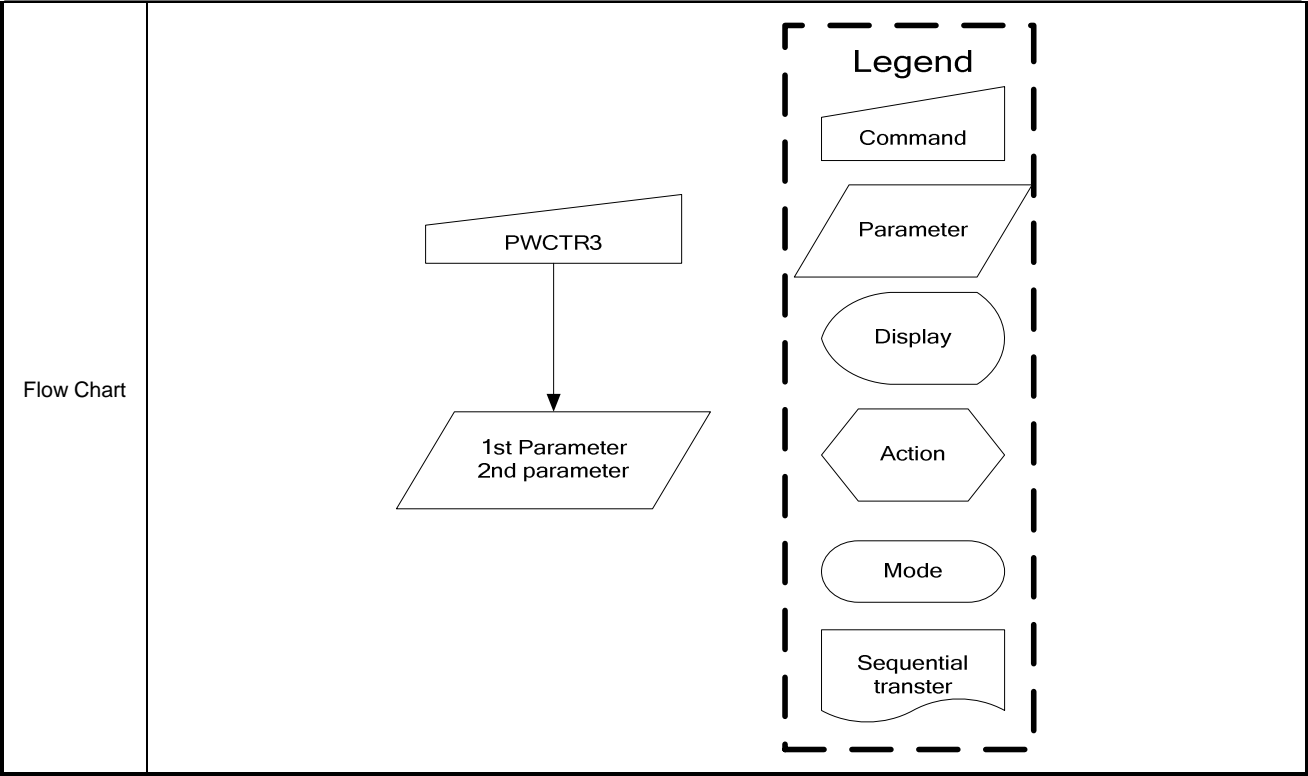 Flow Chart
PWCTR3
1st Parameter
2nd parameter
Legend
Command
Parameter
Display
Action
Mode
Sequential
transter